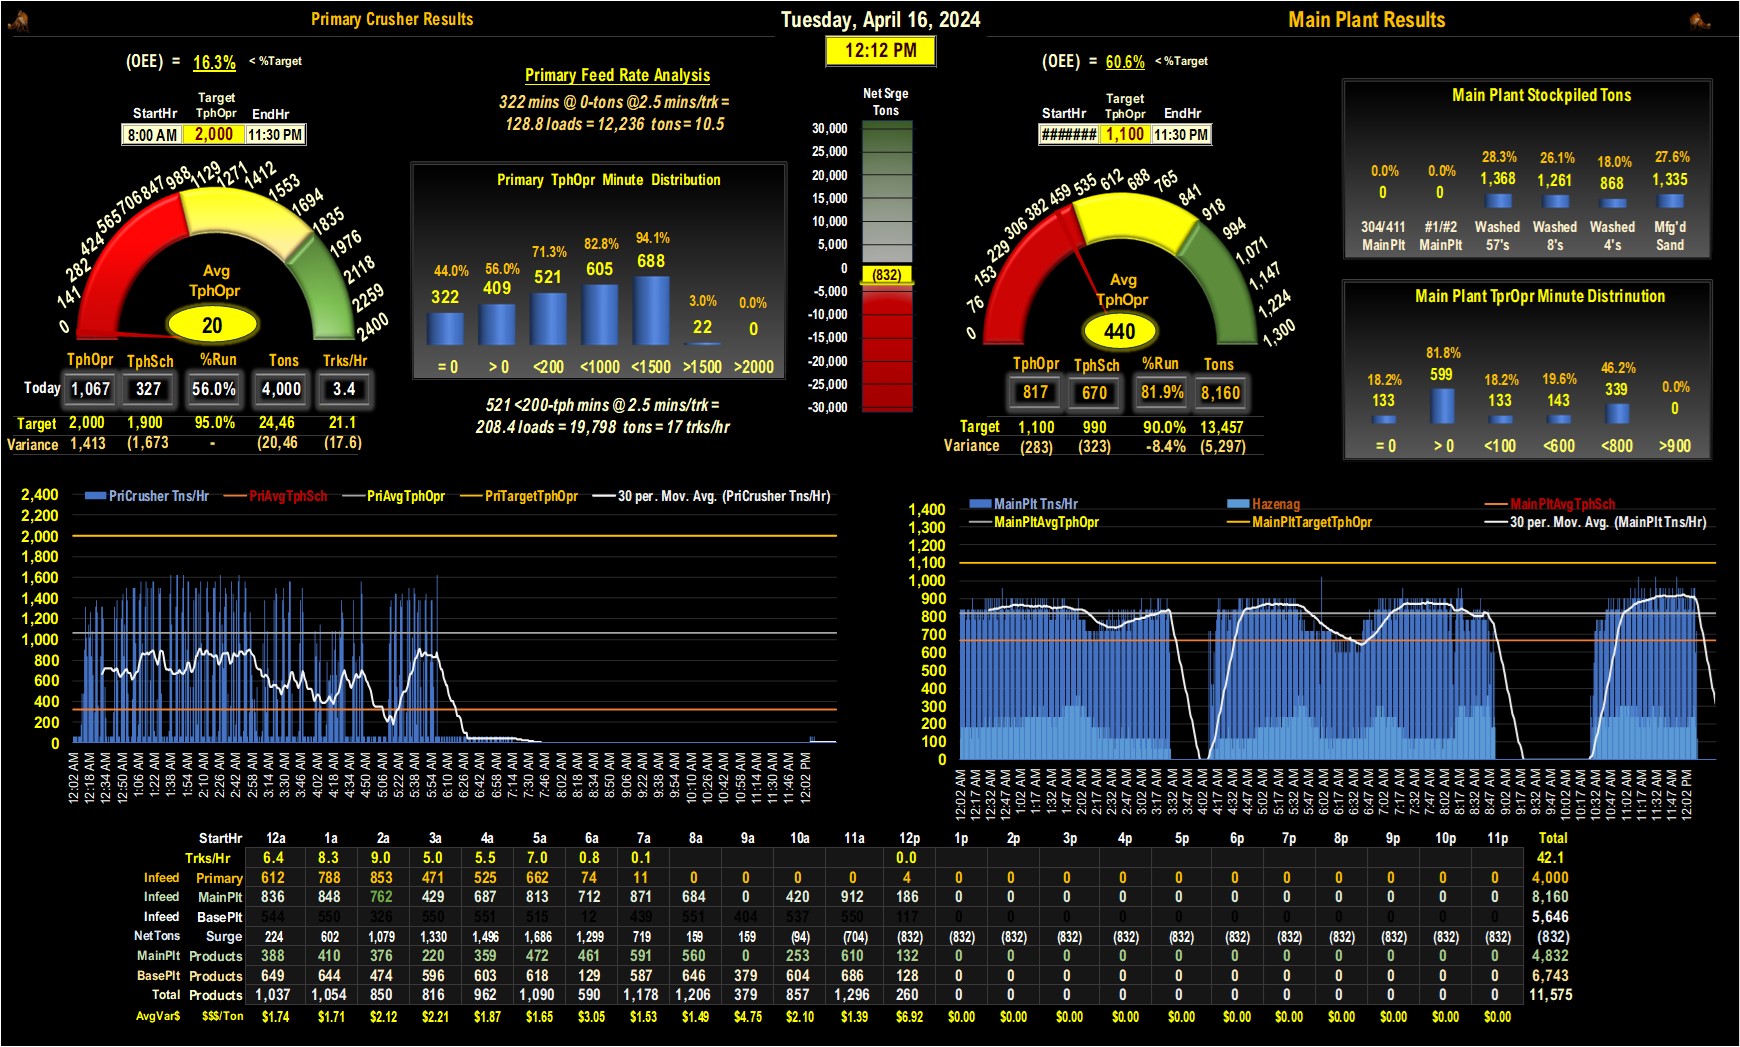 Primary Crusher Results
Tuesday, April 16, 2024
Main Plant Results
12:12 PM
(OEE) = 16.3% < %Target
Target
StartHr TphOpr EndHr
8:00 AM 2,000 11:30 PM
0 141 282 424 565 706 847 988 1129 1271 1412 1553 1694 1835 1976 2118 2259 2400
Avg
TphOpr
20
TphOpr TphSch %Run Tons Trks/Hr
Today 1,067 327 56.0% 4,000 3.4
Target 2,000 1,900 95.0% 24,46 21.1
Variance 1,413 (1,673 - (20,46 (17.6)
Primary Feed Rate Analysis
322 mins @ 0-tons @2.5 mins/trk =
128.8 loads = 12,236 tons = 10.5
Primary TphOpr Minute Distribution
44.0% 56.0% 71.3% 82.8% 94.1% 3.0% 0.0%
322 409 521 605 688 22 0
= 0 > 0 <200 <1000 <1500 >1500 >2000
521 <200-tph mins @ 2.5 mins/trk =
208.4 loads = 19,798 tons = 17 trks/hr
Net Srge
Tons
30,000
25,000
20,000
15,000
10,000
5,000
0
(832)
-5,000
-10,000
-15,000
-20,000
-25,000
-30,000
(OEE) = 60.6% < %Target
Target
StartHr TphOpr EndHr
####### 1,100 11:30 PM
0 76 153 229 306 382 459 535 612 688 765 841 918 994 1,071 1,147 1,224 1,300
Avg
TphOpr
440
TphOpr TphSch %Run Tons
817 670 81.9% 8,160
Target 1,100 990 90.0% 13,457
Variance (283) (323) -8.4% (5,297)
Main Plant Stockpiled Tons
0.0% 0.0% 28.3% 26.1% 18.0% 27.6%
0 0 1,368 1,261 868 1,335
304/411 #1/#2 Washed Washed Washed Mfg'd
MainPlt MainPlt 57's 8's 4's Sand
Main Plant TprOpr Minute Distrinution
18.2% 81.8% 18.2% 19.6% 46.2% 0.0%
133 599 133 143 339 0
= 0 > 0 <100 <600 <800 >900
PriCrusher Tns/Hr PriAvgTphSch PriAvgTphOpr PriTargetTphOpr 30 per. Mov. Avg. (PriCrusher Tns/Hr)
2,400
2,200
2,000
1,800
1,600
1,400
1,200
1,000
800
600
400
200
0
12:02 AM 12:18 AM 12:34 AM 12:50 AM 1:06 AM 1:22 AM 1:38 AM 1:54 AM 2:10 AM 2:26 AM 2:42 AM 2:58 AM 3:14 AM 3:30 AM 3:46 AM 4:02 AM 4:18 AM 4:34 AM 4:50 AM 5:06 AM 5:22 AM 5:38 AM 5:54 AM 6:10 AM 6:26 AM 6:42 AM 6:58 AM 7:14 AM 7:30 AM 7:46 AM 8:02 AM 8:18 AM 8:34 AM 8:50 AM 9:06 AM 9:22 AM 9:38 AM 9:54 AM 10:10 AM 10:26 AM 10:42 AM 10:58 AM 11:14 AM 11:30 AM 11:46 AM 12:02 PM
MainPlt Tns/Hr Hazenag MainPltAvgTphSch
MainPltAvgTphOpr MainPltTargetTphOpr 30 per. Mov. Avg. (MainPlt Tns/Hr)
1,400
1,300
1,200
1,100
1,000
900
800
700
600
500
400
300
200
100
0
12:02 AM 12:17 AM 12:32 AM 12:47 AM 1:02 AM 1:17 AM 1:32 AM 1:47 AM 2:02 AM 2:17 AM 2:32 AM 2:47 AM 3:02 AM 3:17 AM 3:32 AM 3:47 AM 4:02 AM 4:17 AM 4:32 AM 4:47 AM 5:02 AM 5:17 AM 5:32 AM 5:47 AM 6:02 AM 6:17 AM 6:32 AM 6:47 AM 7:02 AM 7:17 AM 7:32 AM 7:47 AM 8:02 AM 8:17 AM 8:32 AM 8:47 AM 9:02 AM 9:17 AM 9:32 AM 9:47 AM 10:02 AM 10:17 AM 10:32 AM 10:47 AM 11:02 AM 11:17 AM 11:32 AM 11:47 AM 12:02 PM
StartHr 12a 1a 2a 3a 4a 5a 6a 7a 8a 9a 10a 11a 12p 1p 2p 3p 4p 5p 6p 7p 8p 9p 10p 11p Total
Trks/Hr 6.4 8.3 9.0 5.0 5.5 7.0 0.8 0.1 0.0 42.1
Infeed Primary 612 788 853 471 525 662 74 11 0 0 0 0 4 0 0 0 0 0 0 0 0 0 0 0 4,000
Infeed MainPlt 836 848 762 429 687 813 712 871 684 0 420 912 186 0 0 0 0 0 0 0 0 0 0 0 8,160
Infeed BasePlt 544 550 326 550 551 515 12 439 551 404 537 550 117 0 0 0 0 0 0 0 0 0 0 0 5,646
NetTons Surge 224 602 1,079 1,330 1,496 1,686 1,299 719 159 159 (94) (704) (832) (832) (832) (832) (832) (832) (832) (832) (832) (832) (832) (832) (832)
MainPlt Products 388 410 376 220 359 472 461 591 560 0 253 610 132 0 0 0 0 0 0 0 0 0 0 0 4,832
BasePlt Products 649 644 474 596 603 618 129 587 646 379 604 686 128 0 0 0 0 0 0 0 0 0 0 0 6,743
Total Products 1,037 1,054 850 816 962 1,090 590 1,178 1,206 379 857 1,296 260 0 0 0 0 0 0 0 0 0 0 0 11,575
AvgVar$ $$$/Ton $1.74 $1.71 $2.12 $2.21 $1.87 $1.65 $3.05 $1.53 $1.49 $4.75 $2.10 $1.39 $6.92 $0.00 $0.00 $0.00 $0.00 $0.00 $0.00 $0.00 $0.00 $0.00 $0.00 $0.00